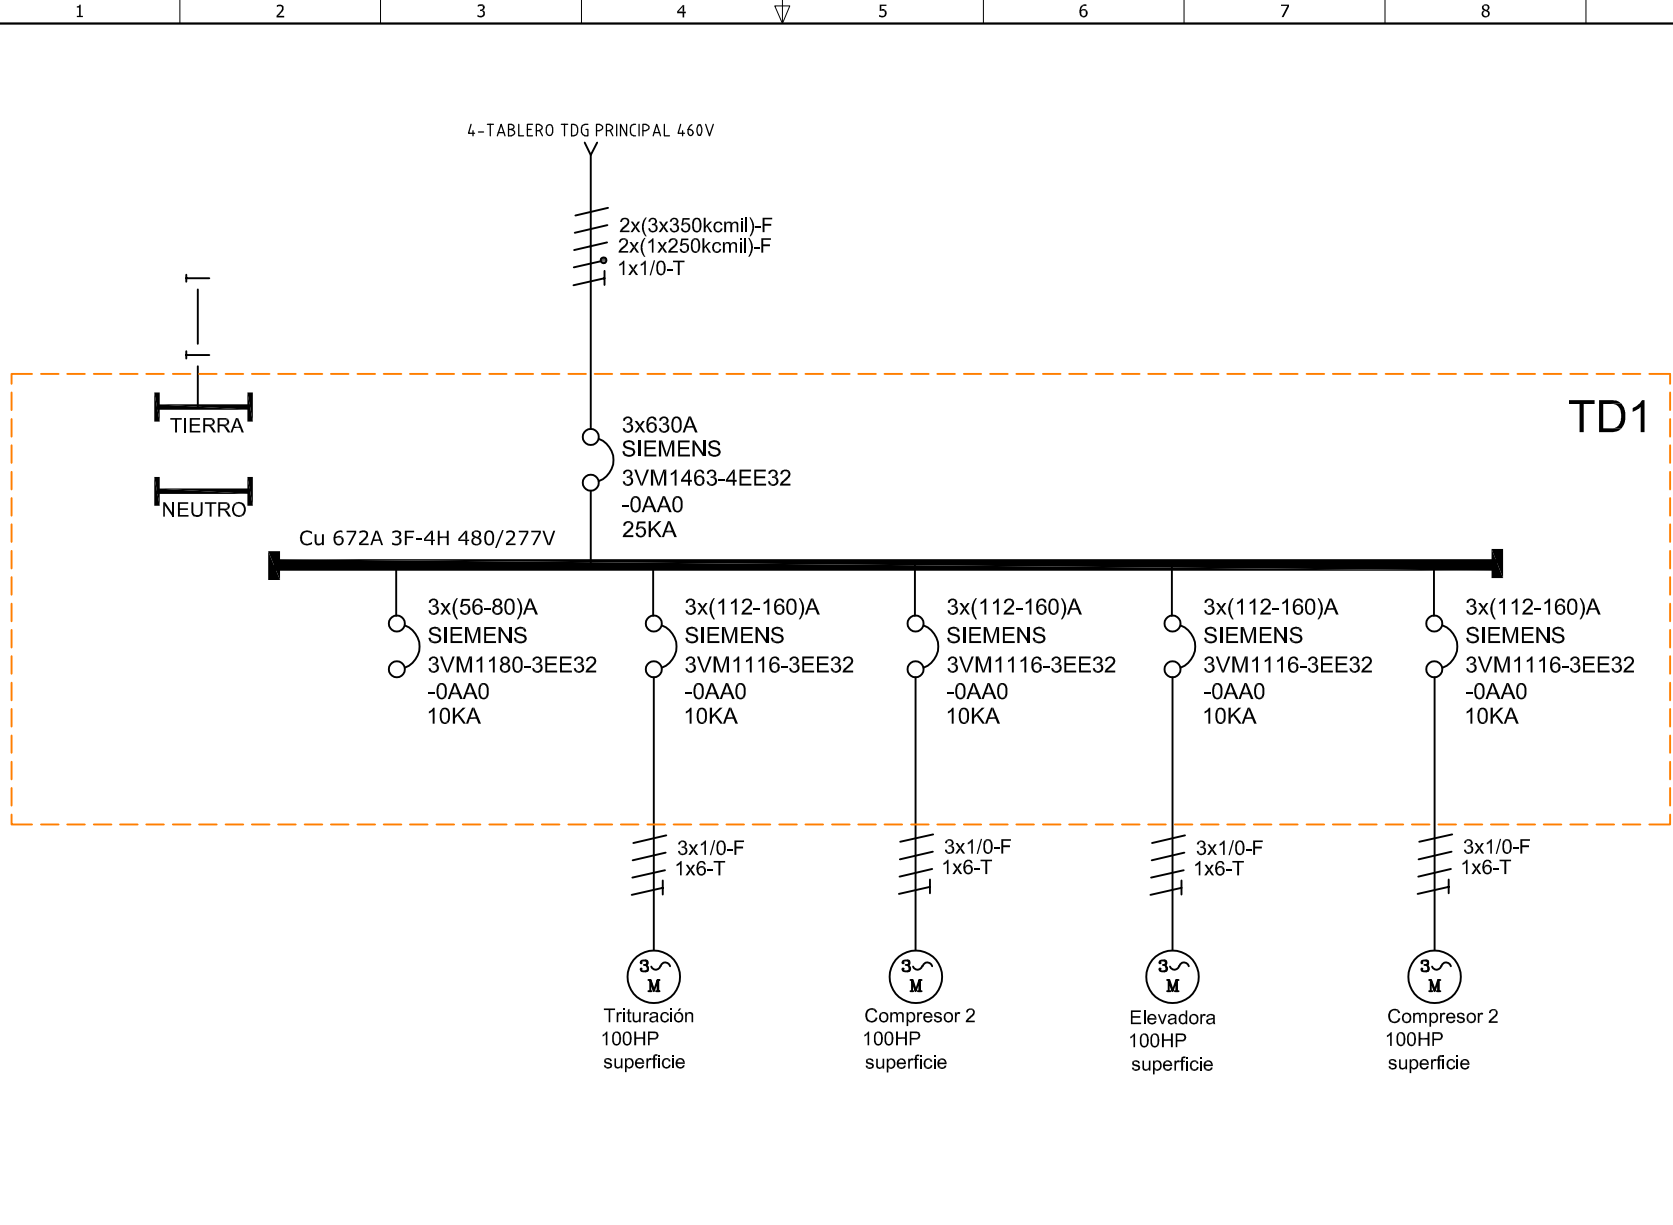 1 2 3 4 5 6 7 8
4-TABLERO TDG PRINCIPAL 460V
2x(3x350kcmil)-F
2x(1x250kcmil)-F
1x1/0-T
TD1
TIERRA
NEUTRO
3x630A
SIEMENS
3VM1463-4EE32
-0AA0
25KA
Cu 672A 3F-4H 480/277V
3x(56-80)A
SIEMENS
3VM1180-3EE32
-0AA0
10KA
3x(112-160)A
SIEMENS
3VM1116-3EE32
-0AA0
10KA
3x(112-160)A
SIEMENS
3VM1116-3EE32
-0AA0
10KA
3x(112-160)A
SIEMENS
3VM1116-3EE32
-0AA0
10KA
3x(112-160)A
SIEMENS
3VM1116-3EE32
-0AA0
10KA
3x1/0-F
1x6-T
3x1/0-F
1x6-T
3x1/0-F
1x6-T
3x1/0-F
1x6-T
3~
M
Trituración
100HP
superficie
3~
M
Compresor 2
100HP
superficie
3~
M
Elevadora
100HP
superficie
3~
M
Compresor 2
100HP
superficie